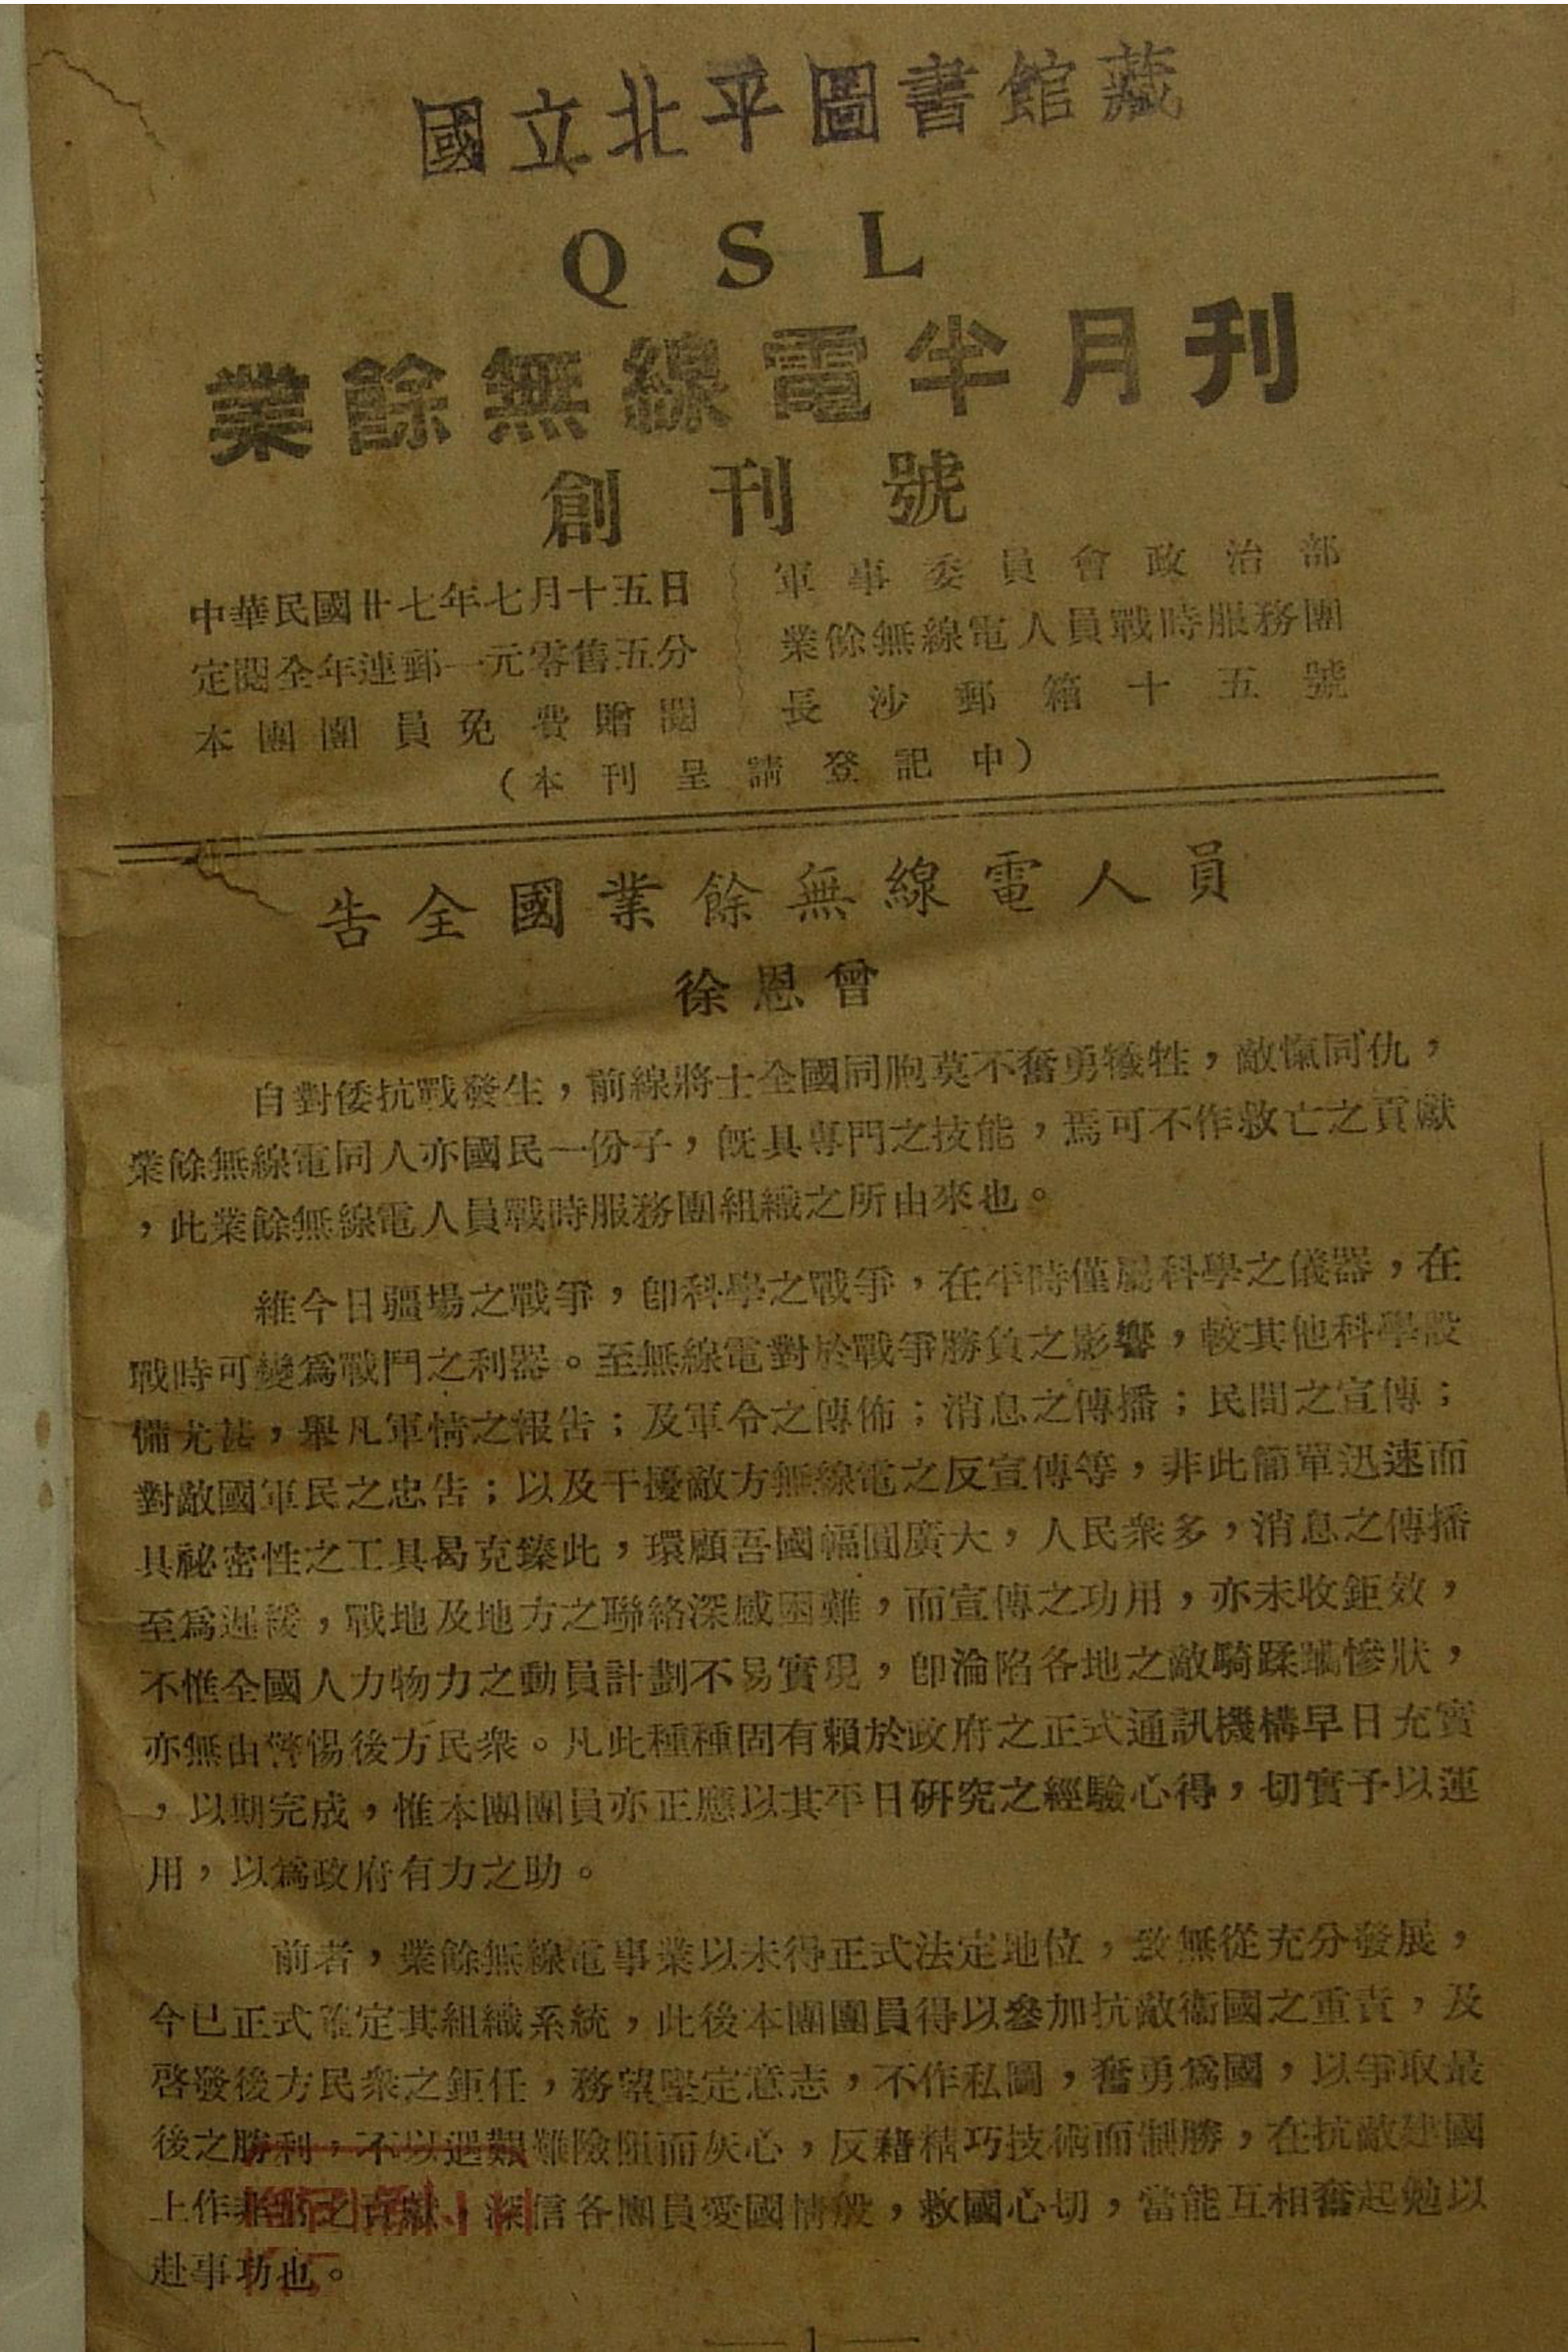 國立北平圖書館藏
QSL
業餘無線電半月刊
創刊號
中華民國廿七年七月十五日
定閱全年連郵一元零售五分
本團團員免費贈閱
軍事委員會政治部
業餘無線電人員戰時服務團
長沙郵箱十五號
(本刊呈請登記中)
告全國業餘無線電人員
徐恩曾
自對倭抗戰發生，前線將士全國同胞莫不奮勇犧牲，敵愾同仇，
業餘無線電同人亦國民一份子，旣具專門之技能，焉可不作救亡之貢獻
，此業餘無線電人員戰時服務團組織之所由來也。
維今日疆場之戰爭，卽科學之戰爭，在平時僅屬科學之儀器，在
戰時可變爲戰鬥之利器。至無線電對於戰爭勝負之影響，較其他科學設
備尤甚，舉凡軍情之報告；及軍令之傳佈；消息之傳播；民間之宣傳；
對敵國軍民之忠告；以及干擾敵方無線電之反宣傳等，非此簡單迅速而
具祕密性之工具曷克臻此，環顧吾國幅圓廣大，人民衆多，消息之傳播
至爲遲緩，戰地及地方之聯絡深感困難，而宣傳之功用，亦未收鉅效，
不惟全國人力物力之動員計劃不易實現，卽淪陷各地之敵騎蹂躪慘狀，
亦無由警惕後方民衆。凡此種種固有賴於政府之正式通訊機構早日充實
，以期完成，惟本團團員亦正應以其平日硏究之經驗心得，切實予以運
用，以爲政府有力之助。
前者，業餘無線電事業以未得正式法定地位，致無從充分發展，
今已正式確定其組織系統，此後本團團員得以參加抗敵衞國之重責，及
啓發後方民衆之鉅任，務望堅定意志，不作私圖，奮勇爲國，以爭取最
後之勝利，不以遇艱難險阻而灰心，反藉精巧技術而制勝，在抗敵建國
上作非常之貢獻，深信各團員愛國情殷，救國心切，當能互相奮起勉以
赴事功也。
— 1 —